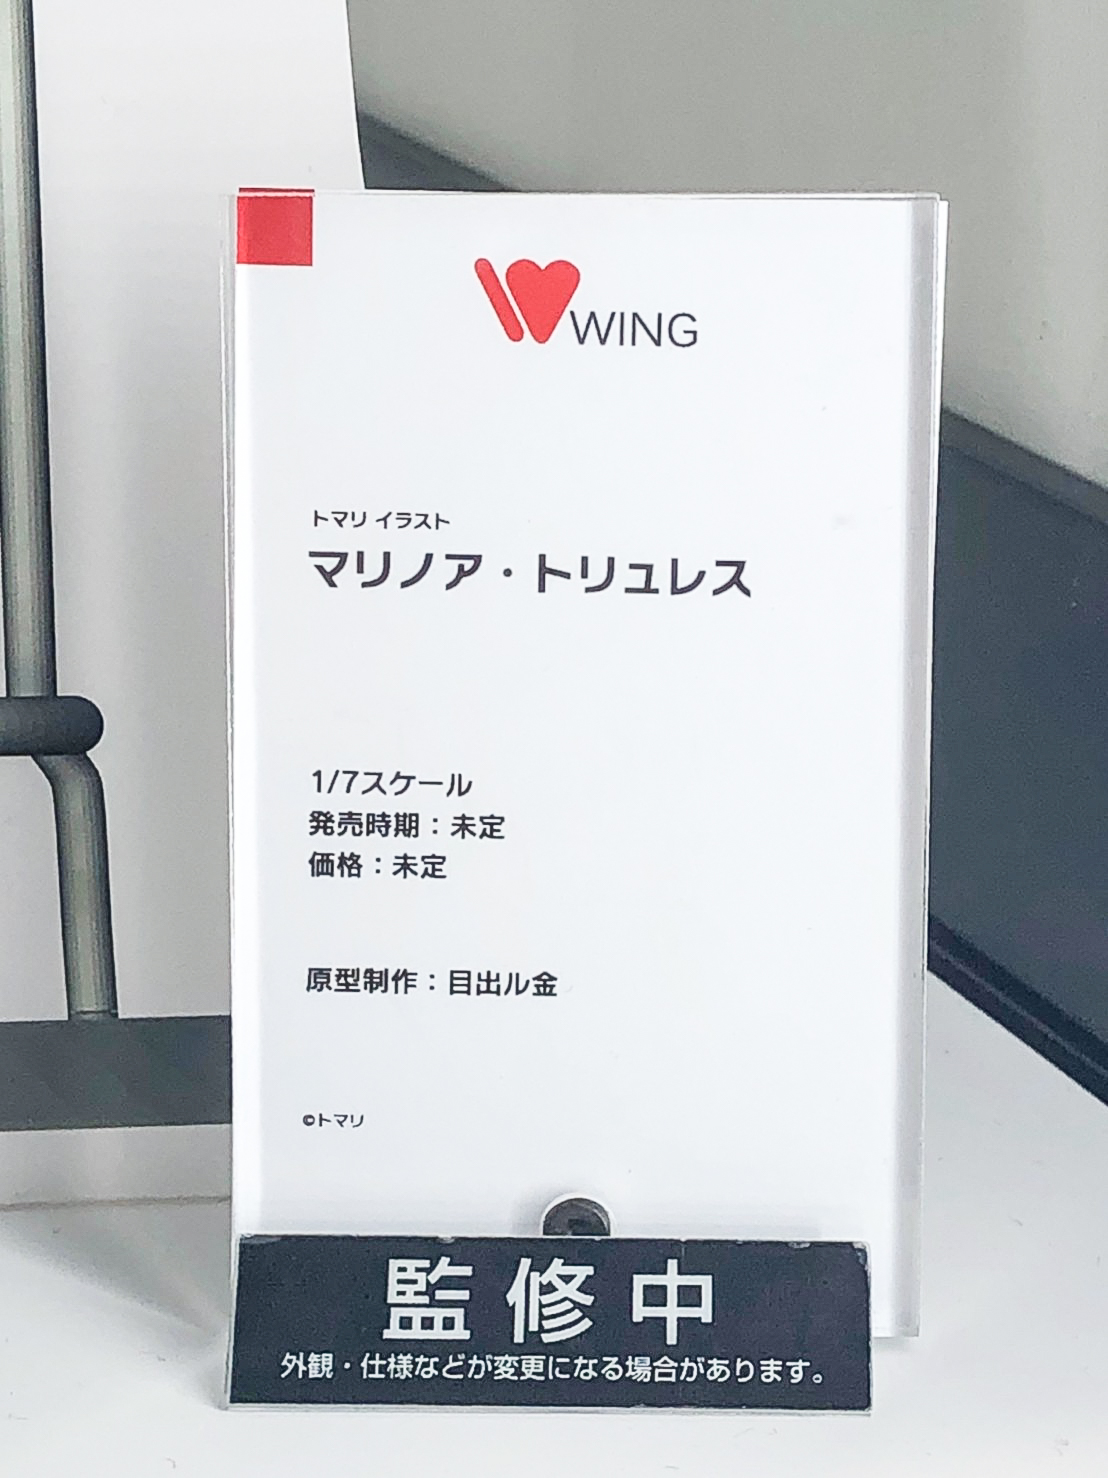 WING
トマリ イラスト
マリノア・トリュレス
1/7スケール
発売時期：未定
価格：未定
原型制作：目出ル金
©トマリ
監修中
外観・仕様などが変更になる場合があります。